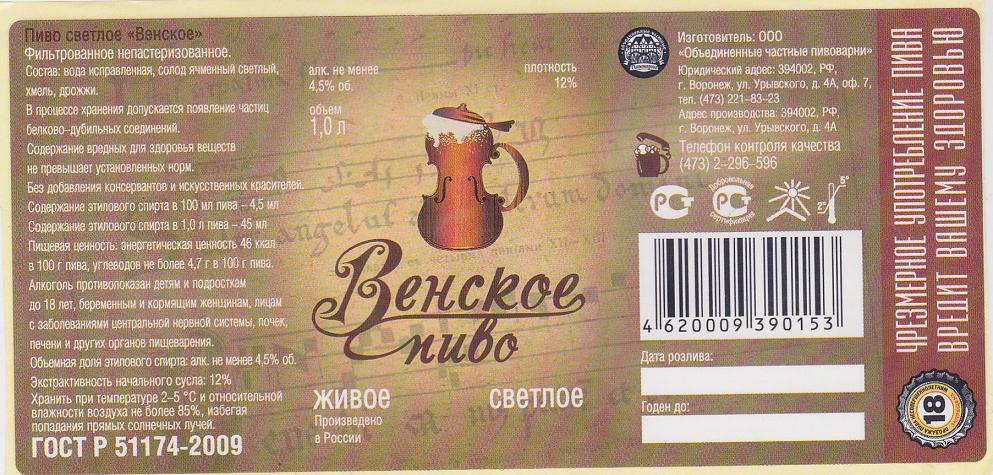 Пиво светлое «Венское»
Фильтрованное непастеризованное.
Состав: вода исправленная, солод ячменный светлый,
хмель, дрожжи.
В процессе хранения допускается появление частиц
белково-дубильных соединений.
Содержание вредных для здоровья веществ
не превышает установленных норм.
Без добавления консервантов и искусственных красителей.
Содержание этилового спирта в 100 мл пива – 4,5 мл
Содержание этилового спирта в 1,0 л пива – 45 мл
Пищевая ценность: энергетическая ценность 46 ккал
в 100 г пива, углеводов не более 4,7 г в 100 г пива.
Алкоголь противопоказан детям и подросткам
до 18 лет, беременным и кормящим женщинам, лицам
с заболеваниями центральной нервной системы, почек,
печени и других органов пищеварения.
Объемная доля этилового спирта: алк. не менее 4,5% об.
Экстрактивность начального сусла: 12%
Хранить при температуре 2–5 °С и относительной
влажности воздуха не более 85%, избегая
попадания прямых солнечных лучей.
ГОСТ Р 51174-2009
алк. не менее
4,5% об.
объем
1,0 л
плотность
12%
Венское
пиво
живое
светлое
Произведено
в России
Изготовитель: ООО
«Объединенные частные пивоварни»
Юридический адрес: 394002, РФ,
г. Воронеж, ул. Урывского, д. 4А, оф. 7,
тел. (473) 221–83–23
Адрес производства: 394002, РФ,
г. Воронеж, ул. Урывского, д. 4А
Телефон контроля качества
(473) 2–296–596
Добровольная
сертификация
5°
2°
4 620009 390153
Дата розлива:
Годен до:
ЧРЕЗМЕРНОЕ УПОТРЕБЛЕНИЕ ПИВА
ВРЕДИТ ВАШЕМУ ЗДОРОВЬЮ
18